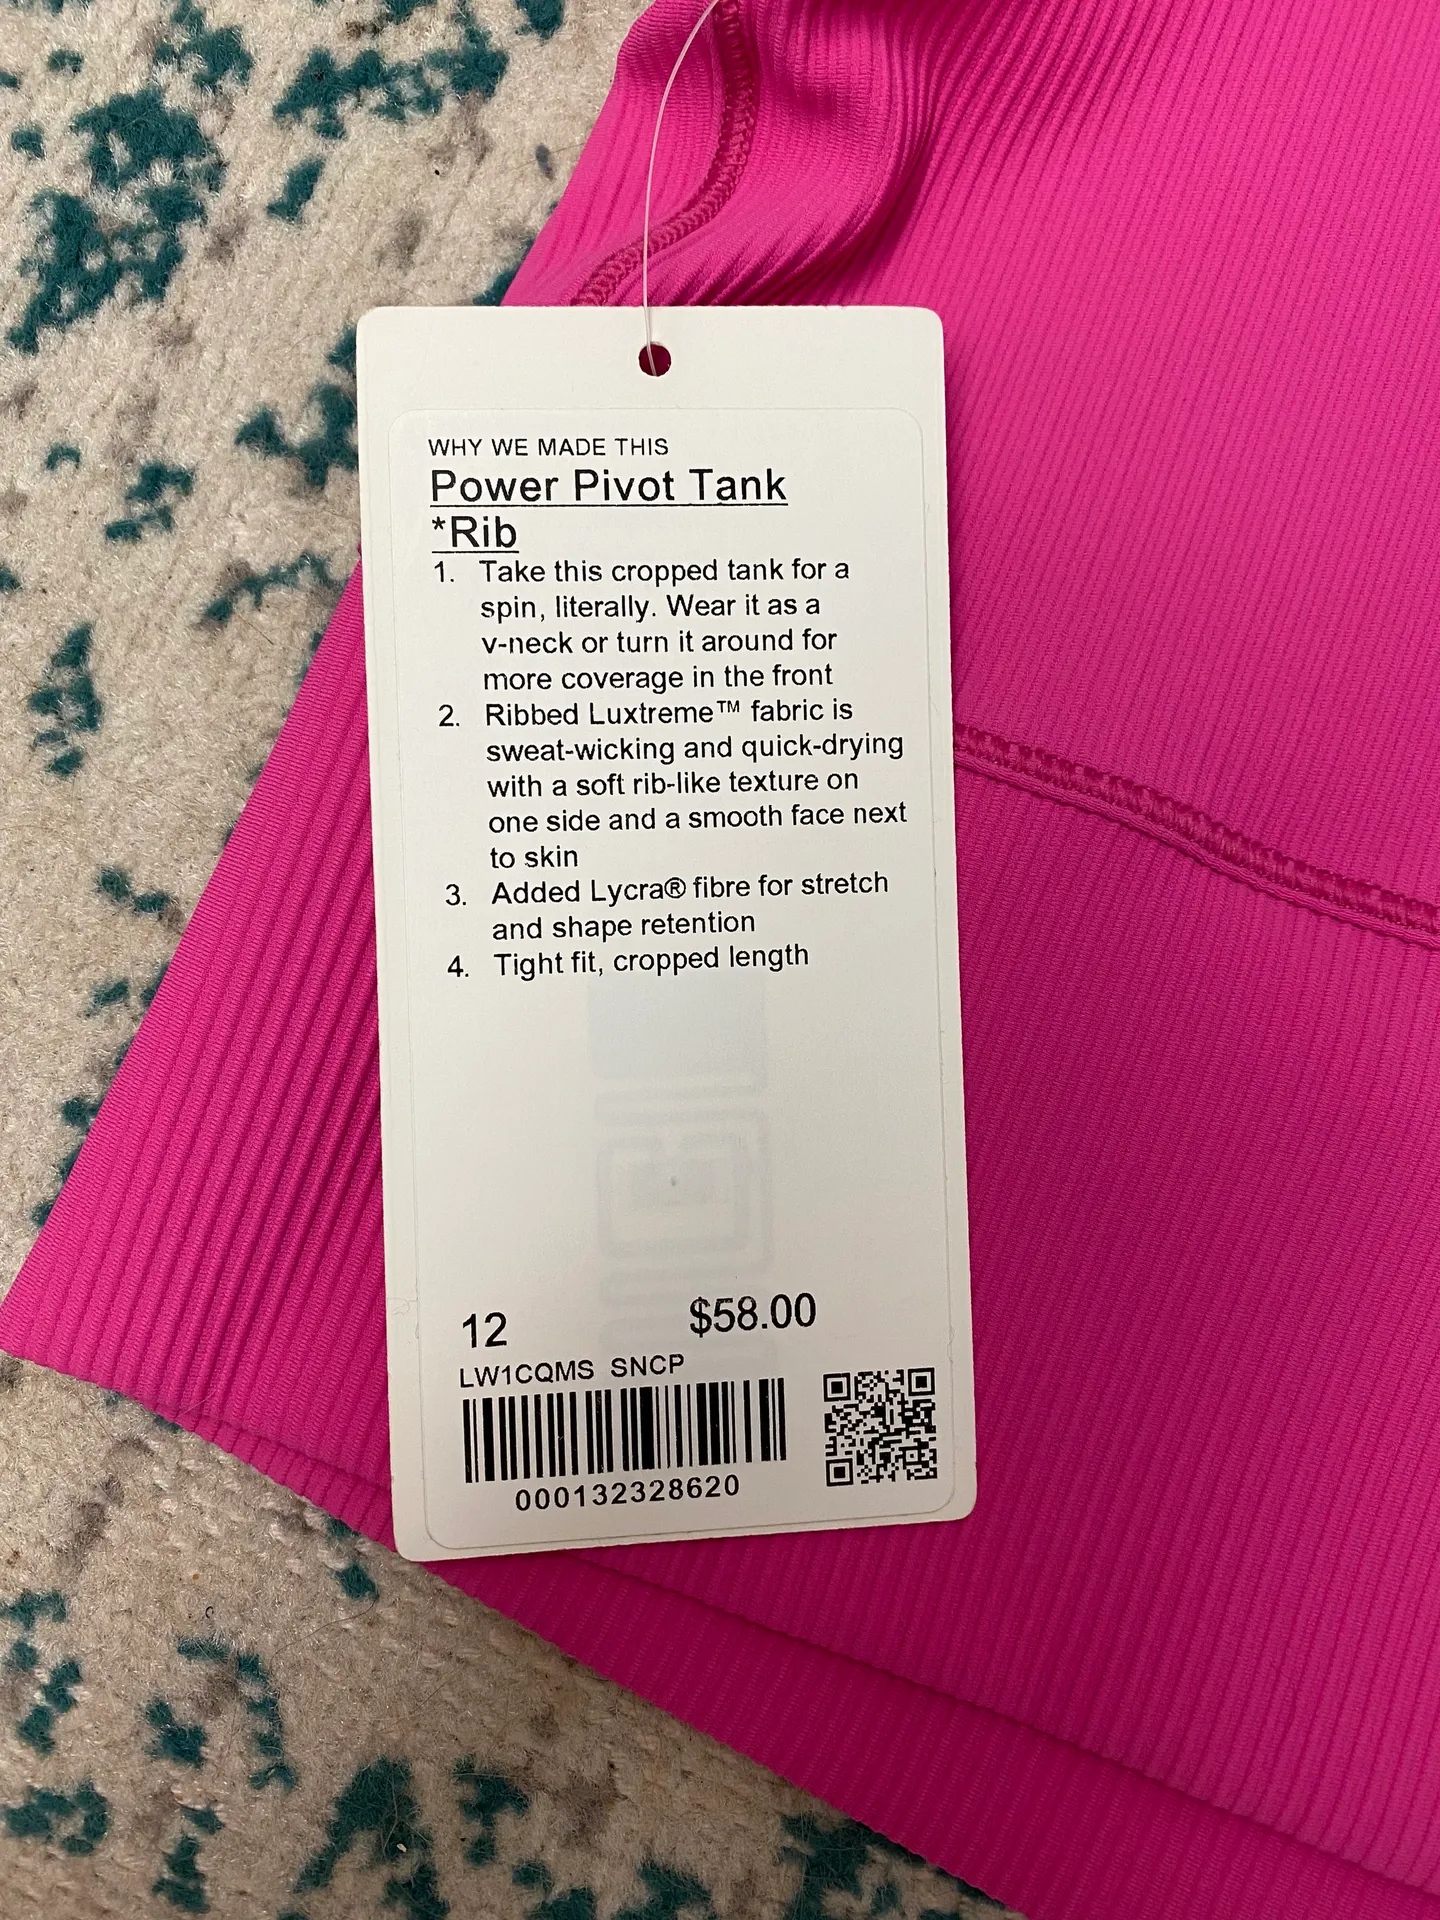 WHY WE MADE THIS
Power Pivot Tank
*Rib
1. Take this cropped tank for a
spin, literally. Wear it as a
v-neck or turn it around for
more coverage in the front
2. Ribbed Luxtreme™ fabric is
sweat-wicking and quick-drying
with a soft rib-like texture on
one side and a smooth face next
to skin
3. Added Lycra® fibre for stretch
and shape retention
4. Tight fit, cropped length
12 $58.00
LW1CQMS SNCP
000132328620